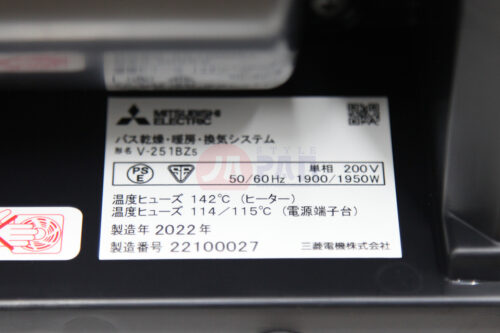 MITSUBISHI
ELECTRIC
バス乾燥・暖房・換気システム
形名 V-251BZ5
PS
E
単相 200V
50/60Hz 1900/1950W
温度ヒューズ 142℃ (ヒーター)
温度ヒューズ 114/115℃ (電源端子台)
製造年 2022年
製造番号 22100027
三菱電機株式会社
STYLE
JAPAN